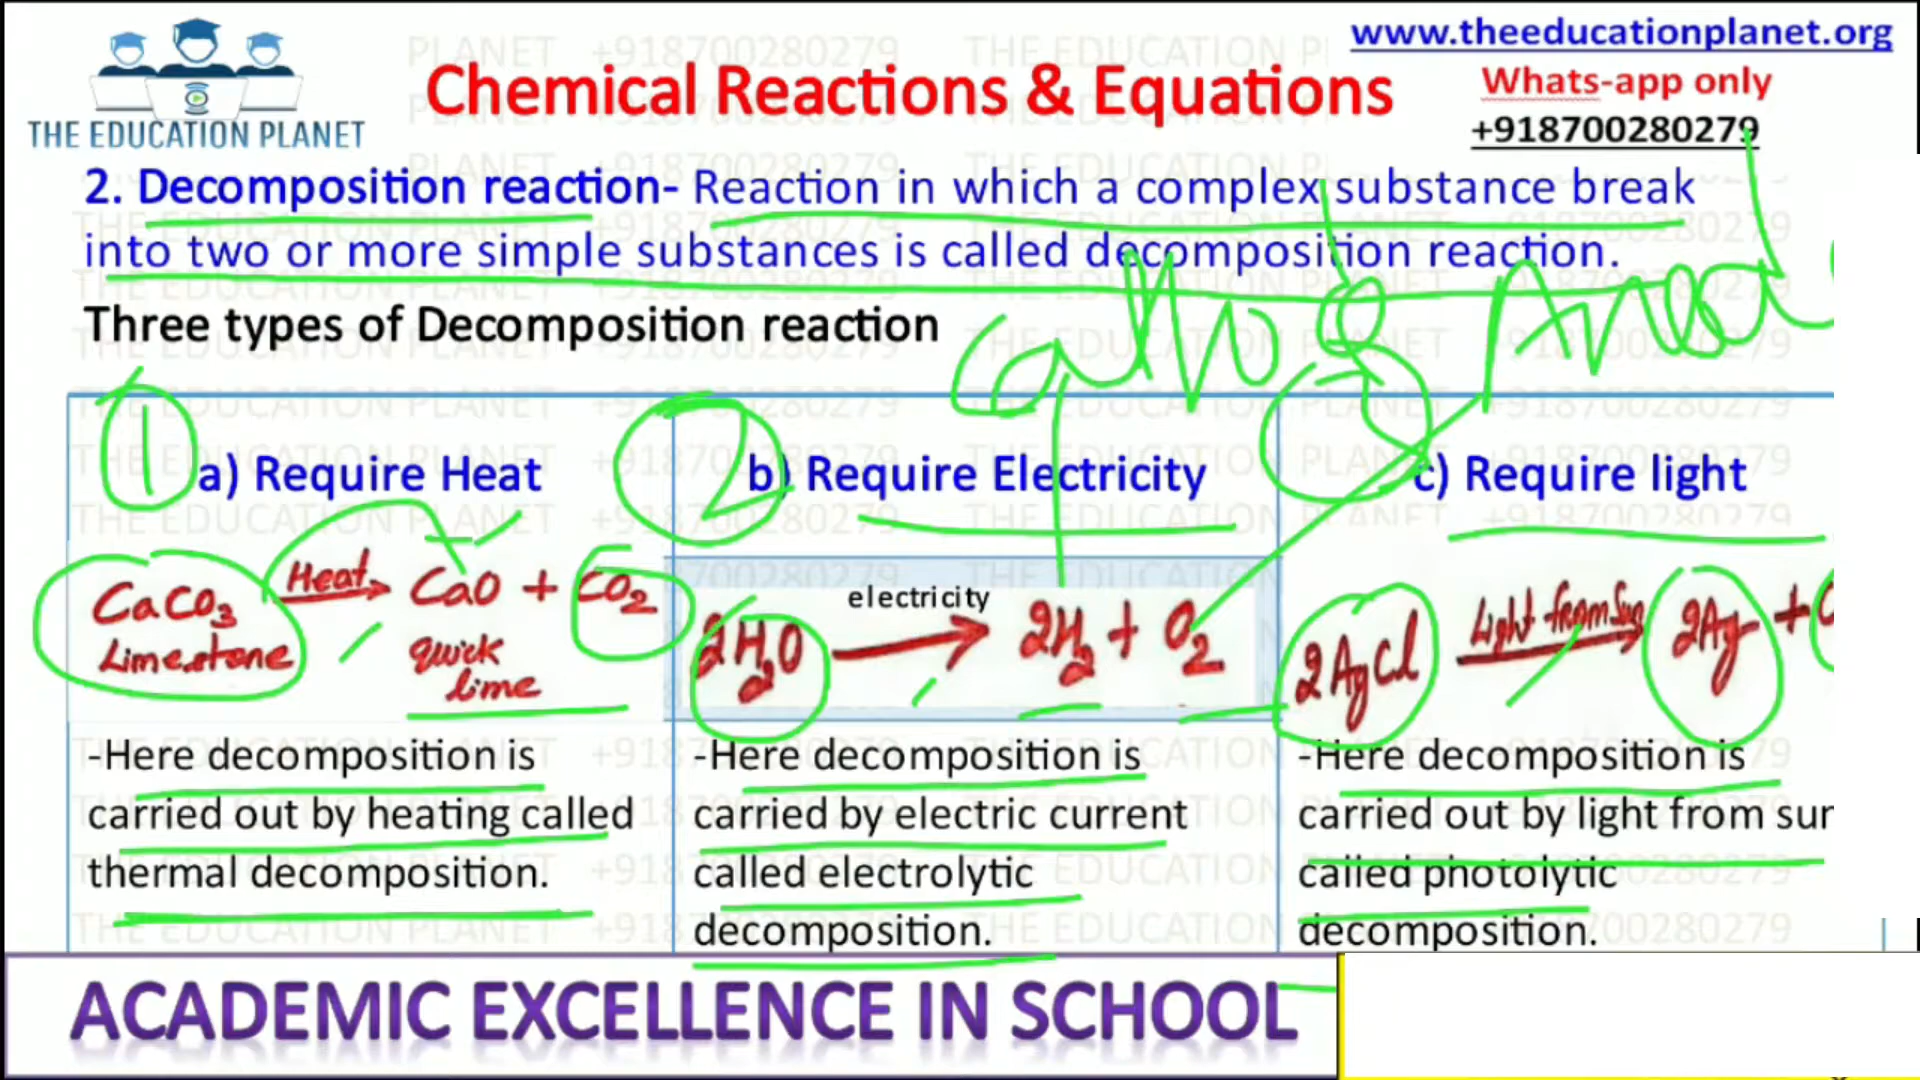 THE EDUCATION PLANET
Chemical Reactions & Equations
www.theeducationplanet.org
Whats-app only
+918700280279
2. Decomposition reaction- Reaction in which a complex substance break
into two or more simple substances is called decomposition reaction.
Three types of Decomposition reaction
1
a) Require Heat
CaCO3 Heat CaO + CO2
Limestone quick
lime
-Here decomposition is
carried out by heating called
thermal decomposition.
2
b) Require Electricity
electricity
2H2O → 2H2 + O2
-Here decomposition is
carried by electric current
called electrolytic
decomposition.
c) Require light
2AgCl Light from Sun 2Ag +
-Here decomposition is
carried out by light from sun
called photolytic
decomposition.
ACADEMIC EXCELLENCE IN SCHOOL